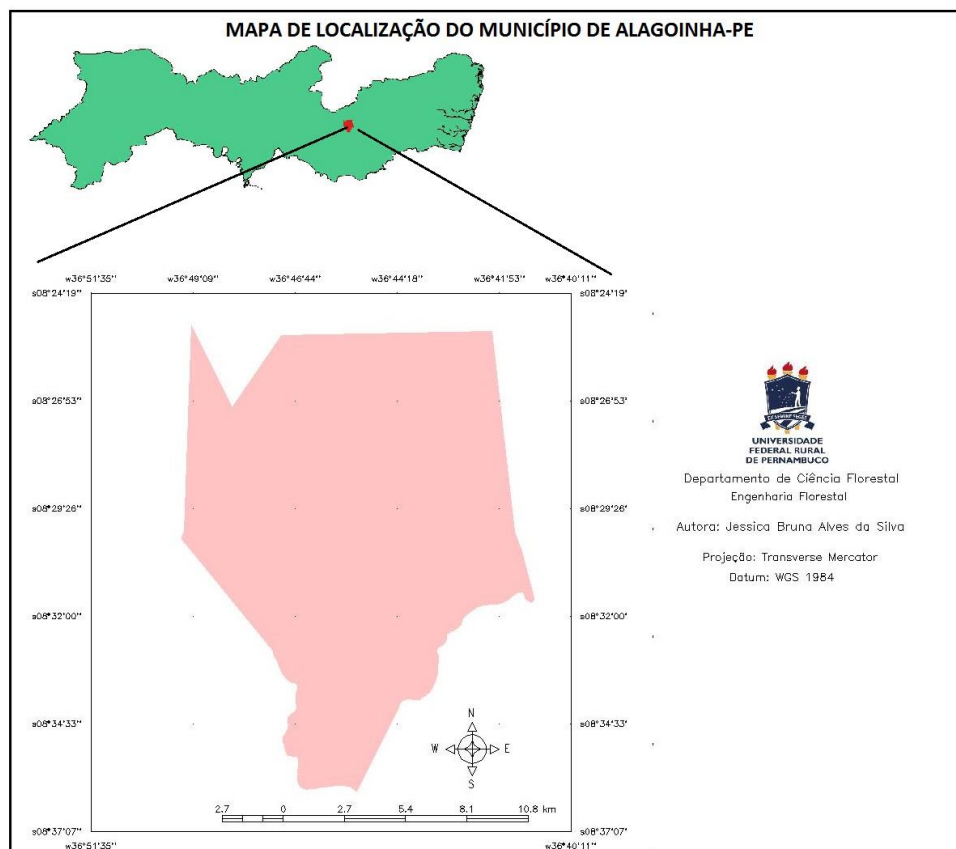 MAPA DE LOCALIZAÇÃO DO MUNICÍPIO DE ALAGOINHA-PE
w36°51'35" w36°49'09" w36°46'44" w36°44'18" w36°41'53" w36°40'11"
s08°24'19" s08°24'19"
s08°26'53" s08°26'53"
UNIVERSIDADE
FEDERAL RURAL
DE PERNAMBUCO
Departamento de Ciência Florestal
Engenharia Florestal
s08°29'26" s08°29'26"
Autora: Jessica Bruna Alves da Silva
Projeção: Transverse Mercator
Datum: WGS 1984
s08°32'00" s08°32'00"
s08°34'33" s08°34'33"
N
W E
S
2.7 0 2.7 5.4 8.1 10.8 km
s08°37'07" s08°37'07"
w36°51'35" w36°40'11"